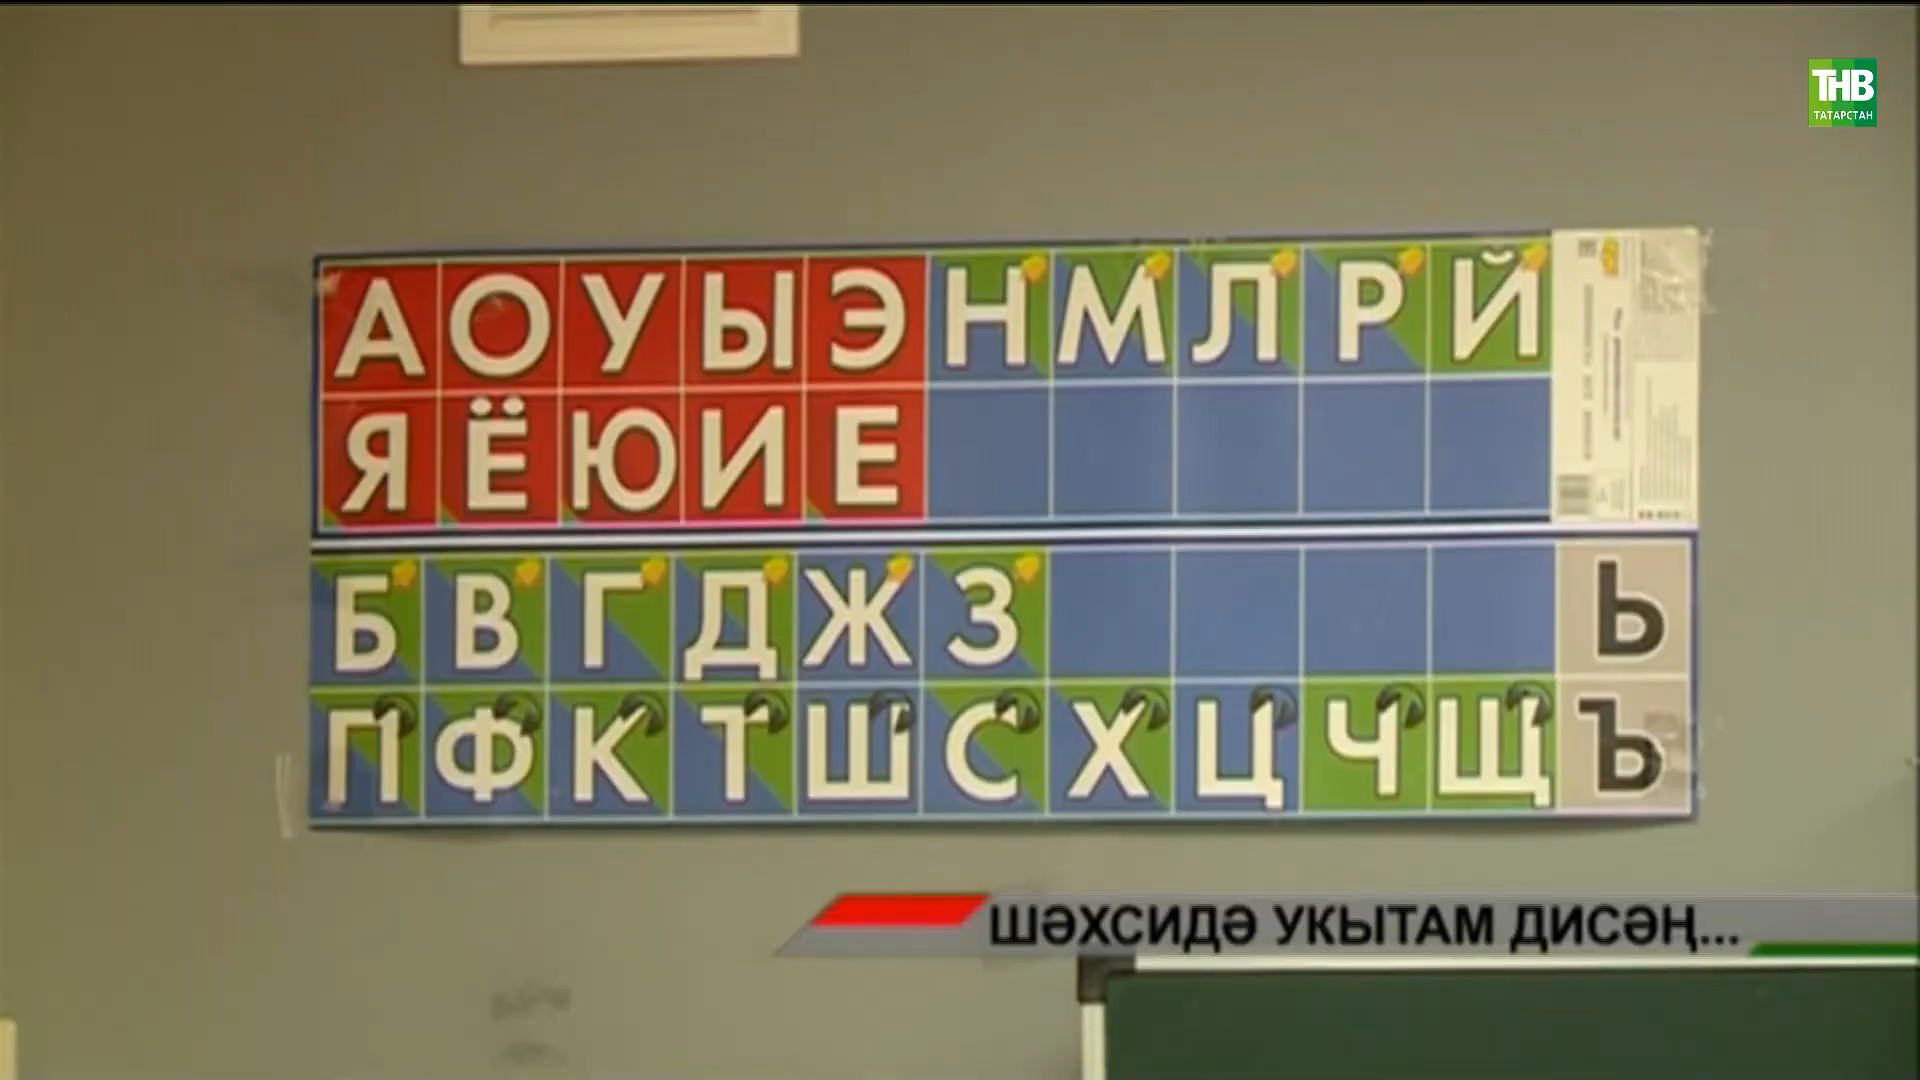 ТНВ
ТАТАРСТАН
А О У Ы Э Н М Л Р Й
Я Ё Ю И Е
Б В Г Д Ж З Ь
П Ф К Т Ш С Х Ц Ч Щ Ъ
ШӘХСИДӘ УКЫТАМ ДИСӘҢ...